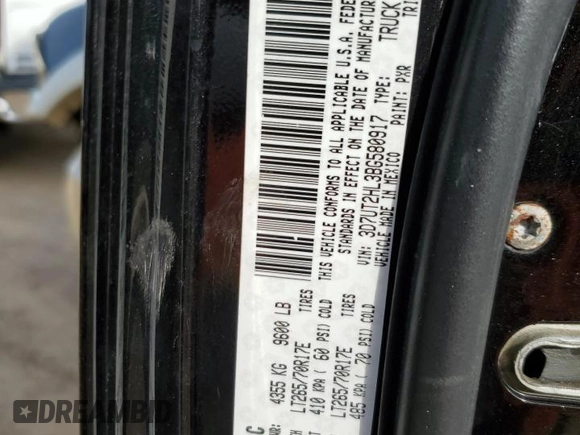 4355 KG 9600 LB
LT265/70R17E TIRES
410 KPA ( 60 PSI) COLD
LT265/70R17E TIRES
485 KPA ( 70 PSI) COLD
THIS VEHICLE CONFORMS TO ALL APPLICABLE U.S.A. FEDE
STANDARDS IN EFFECT ON THE DATE OF MANUFACTUR
VIN: 3D7UT2HL3BG580917 TYPE: TRUCK
VEHICLE MADE IN MEXICO PAINT: PXR TRI
DREAMBID